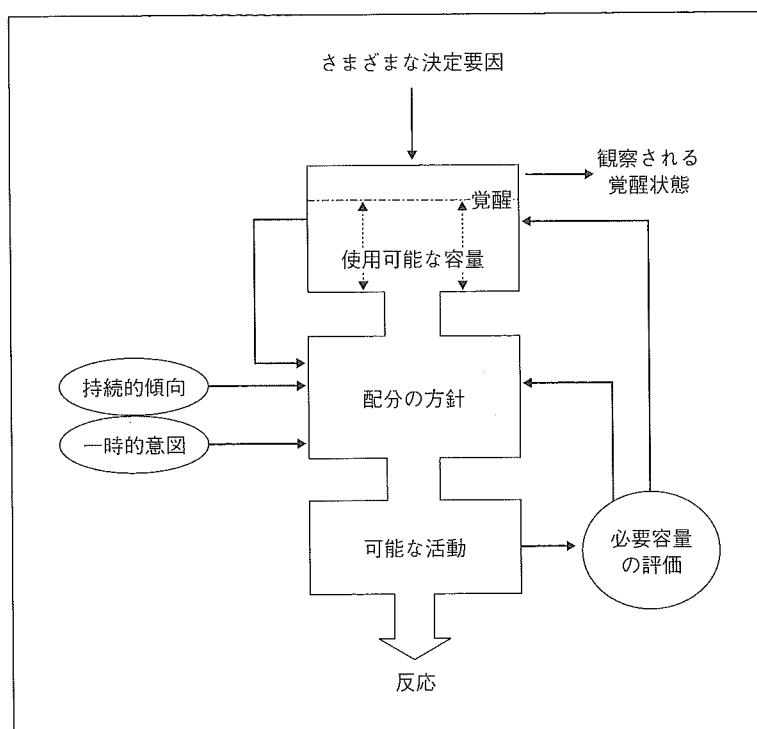 さまざまな決定要因
観察される
覚醒状態
覚醒
使用可能な容量
持続的傾向
配分の方針
一時的意図
可能な活動
必要容量
の評価
反応